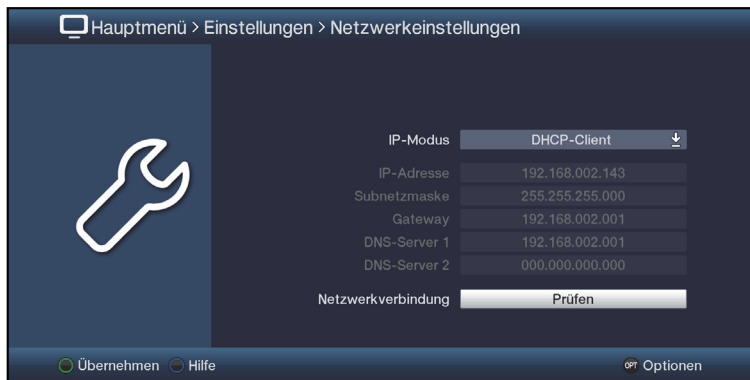 Hauptmenü > Einstellungen > Netzwerkeinstellungen
IP-Modus DHCP-Client
IP-Adresse 192.168.002.143
Subnetzmaske 255.255.255.000
Gateway 192.168.002.001
DNS-Server 1 192.168.002.001
DNS-Server 2 000.000.000.000
Netzwerkverbindung Prüfen
Übernehmen Hilfe OPT Optionen